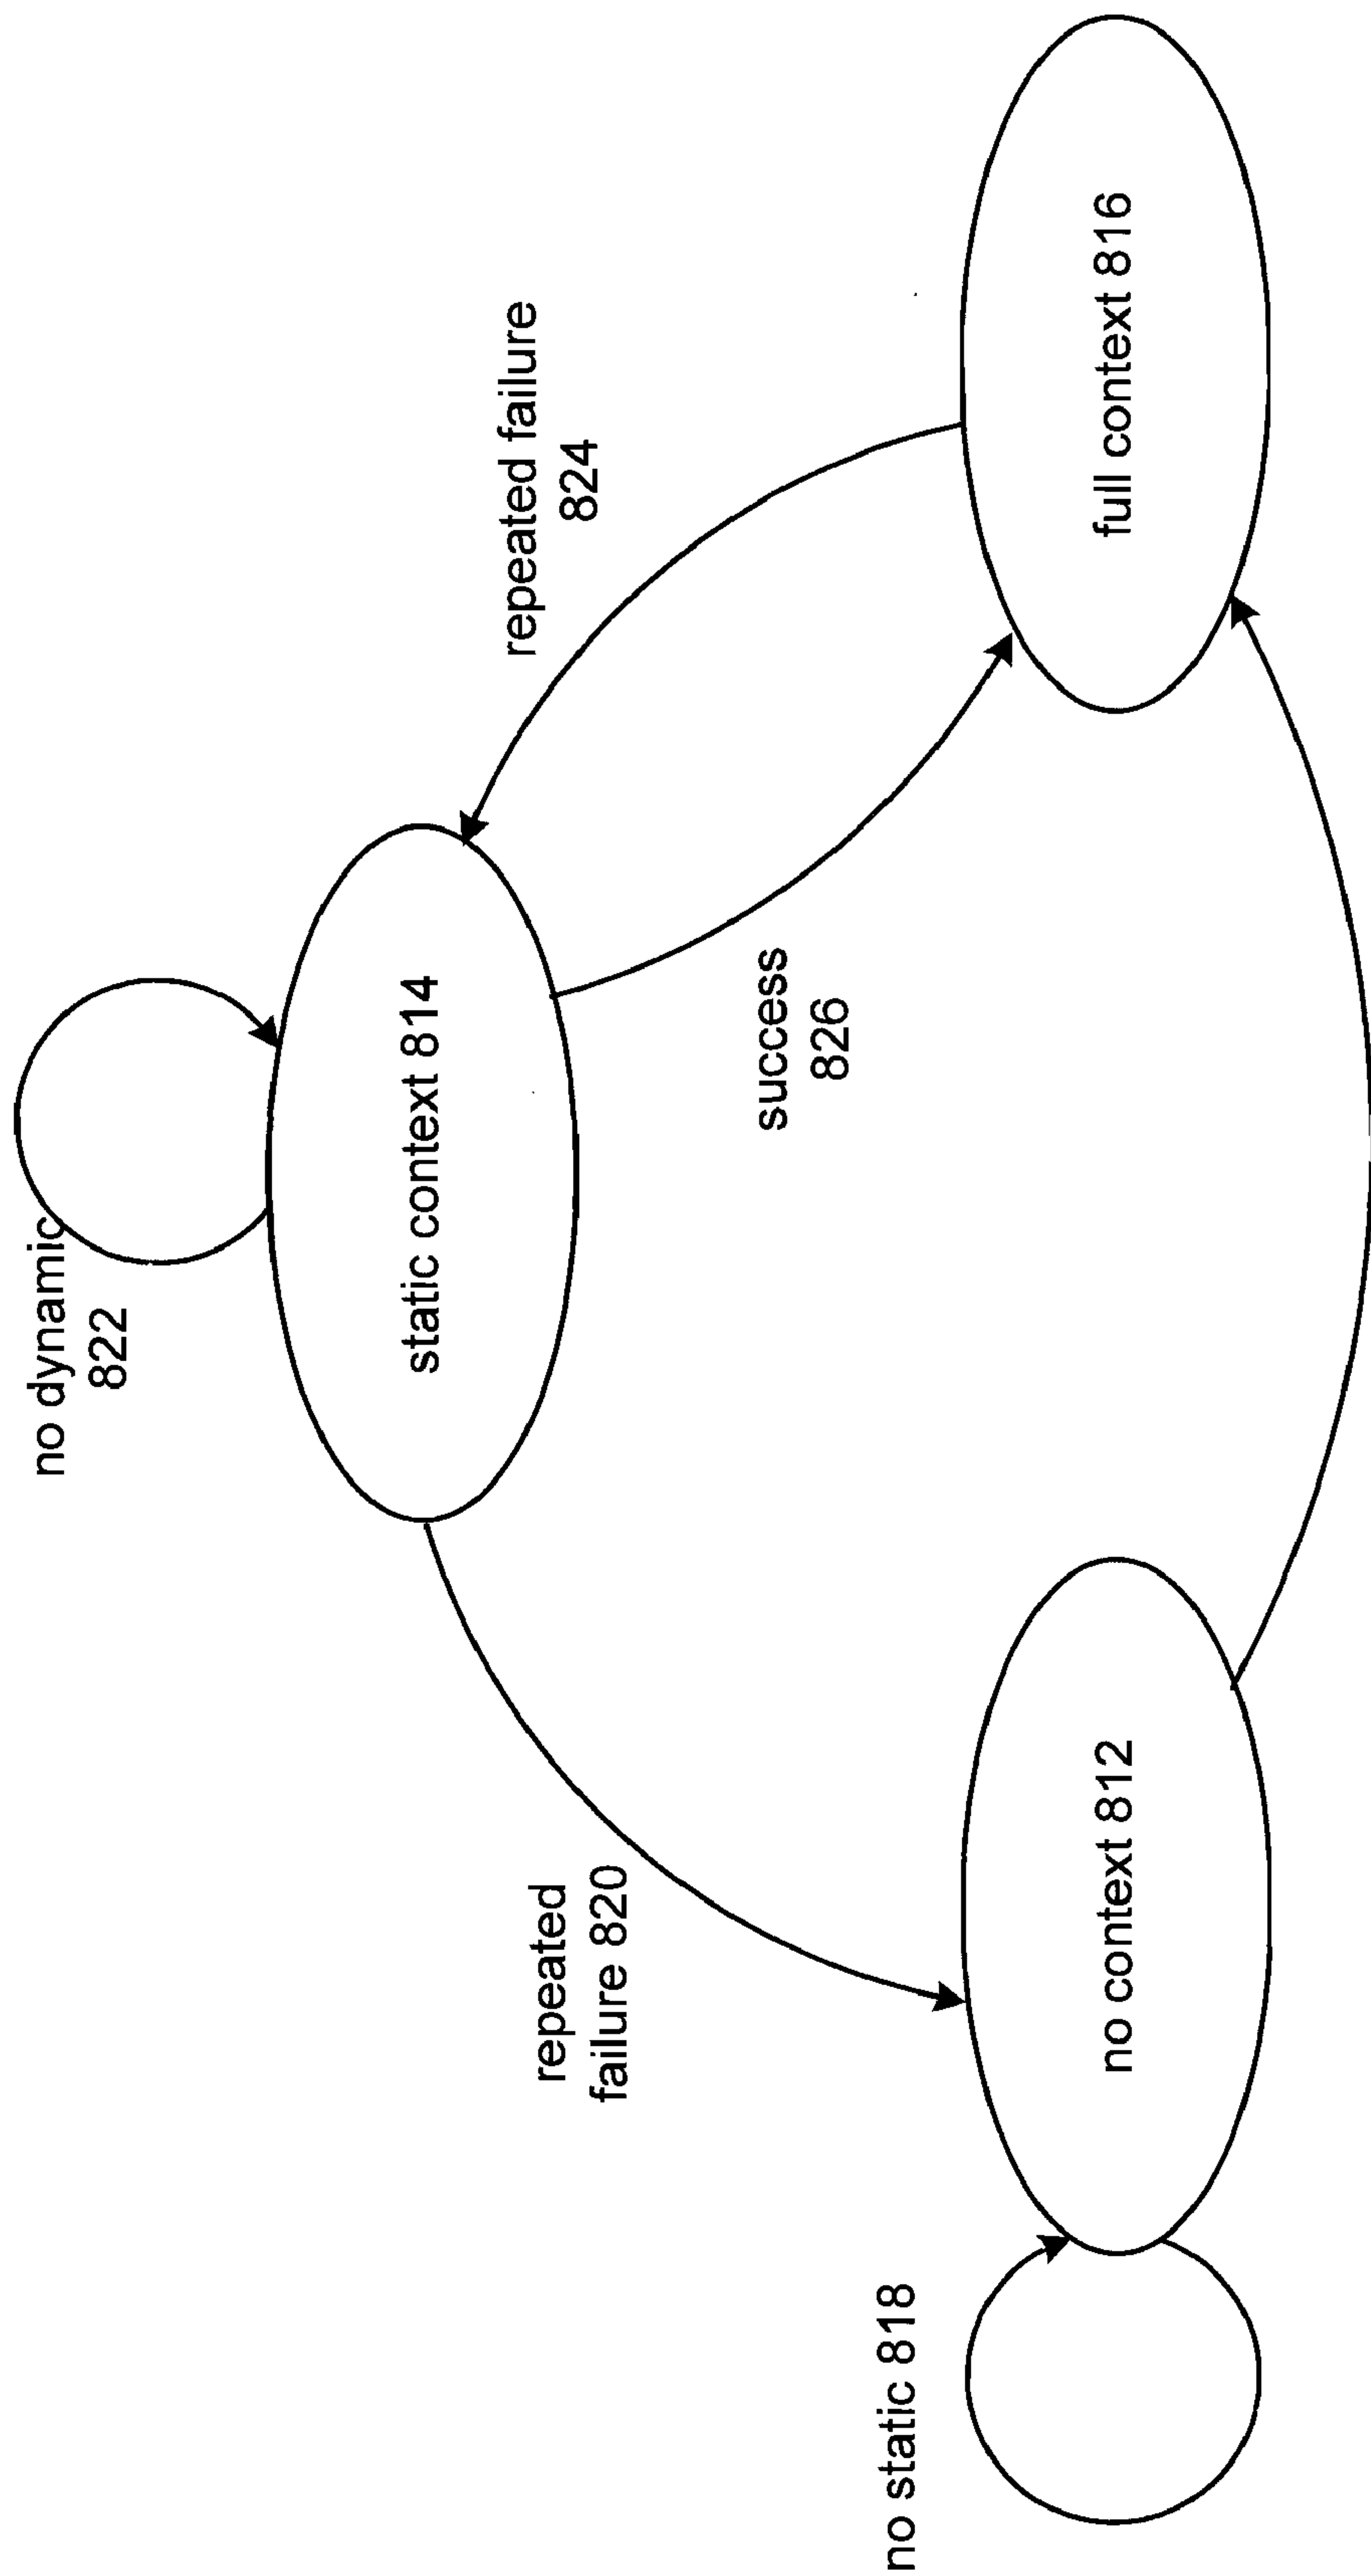 no dynamic
822
static context 814
repeated failure
824
repeated
failure 820
success
826
no static 818
no context 812
full context 816